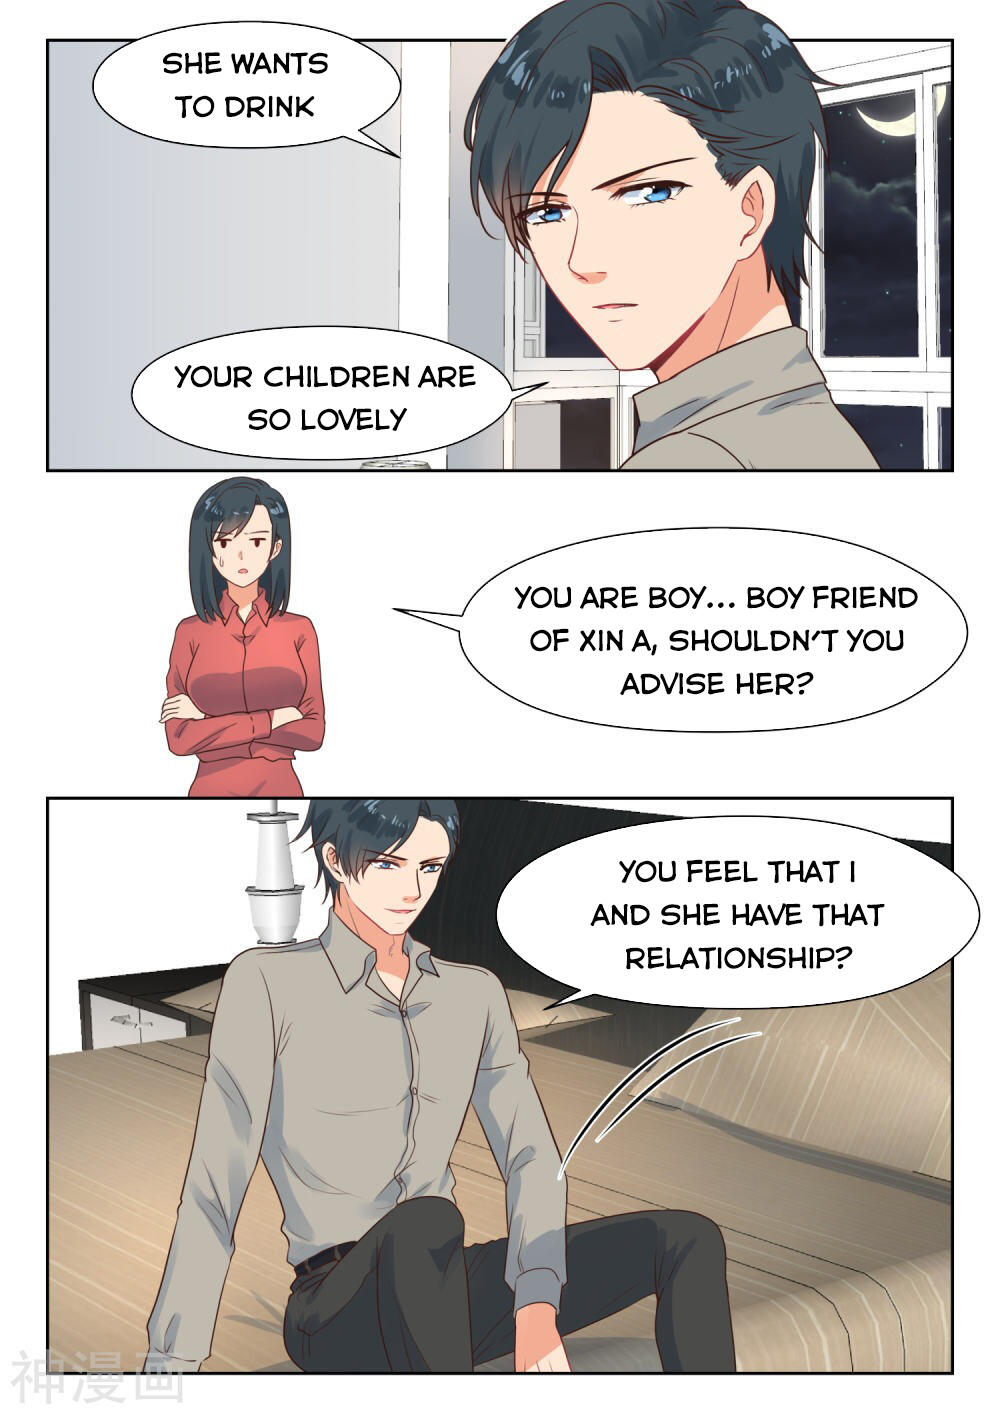 SHE WANTS
TO DRINK
YOUR CHILDREN ARE
SO LOVELY
YOU ARE BOY... BOY FRIEND
OF XIN A, SHOULDN'T YOU
ADVISE HER?
YOU FEEL THAT I
AND SHE HAVE THAT
RELATIONSHIP?
神漫画